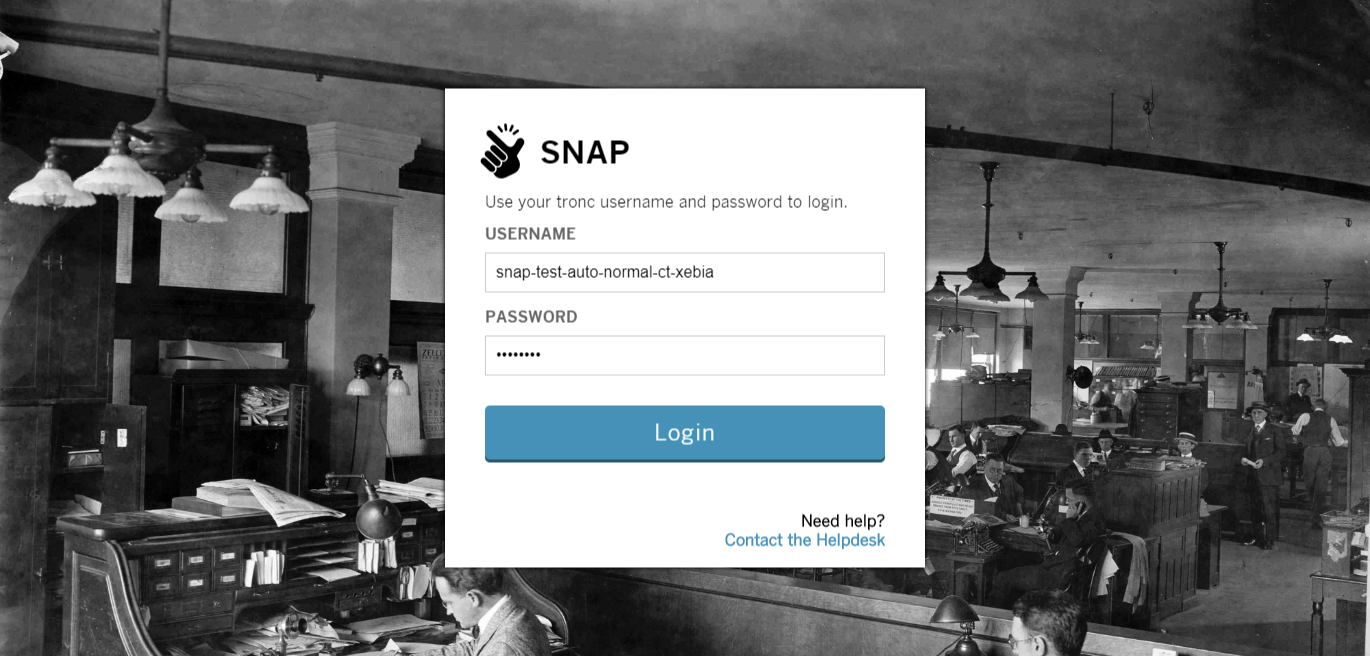 SNAP
Use your tronc username and password to login.
USERNAME
snap-test-auto-normal-ct-xebia
PASSWORD
••••••••
Login
Need help?
Contact the Helpdesk